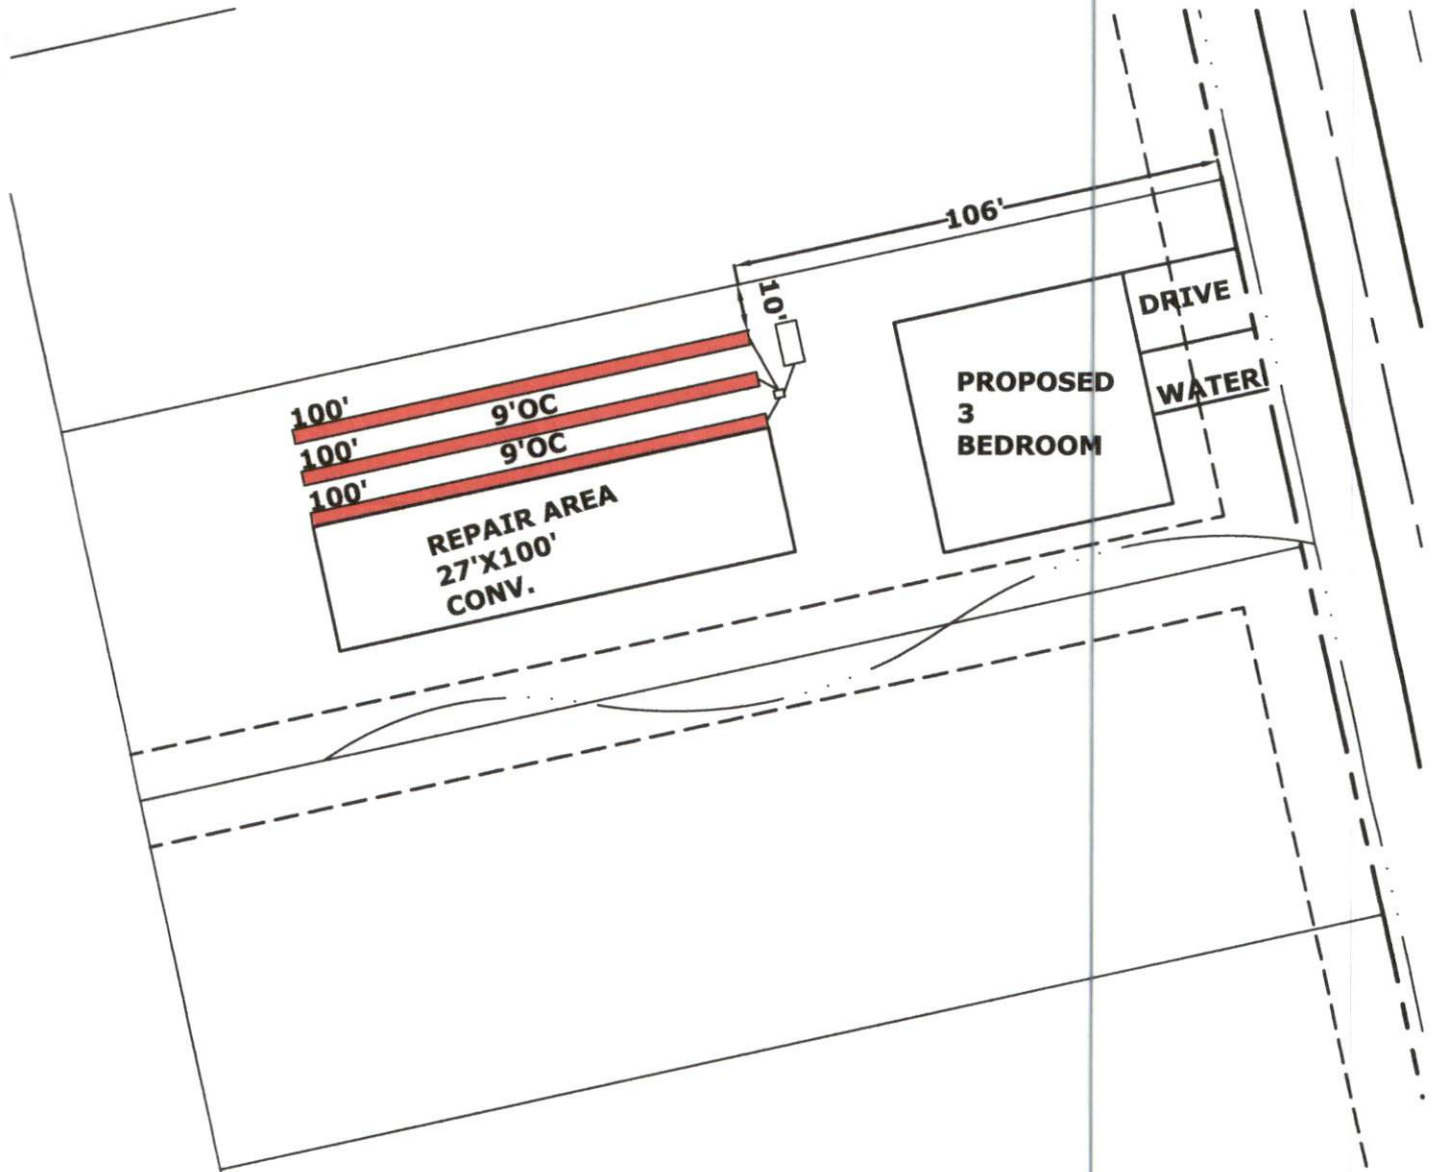 106'
10'
DRIVE
WATER
PROPOSED
3
BEDROOM
100'
9'OC
100'
9'OC
100'
REPAIR AREA
27'X100'
CONV.